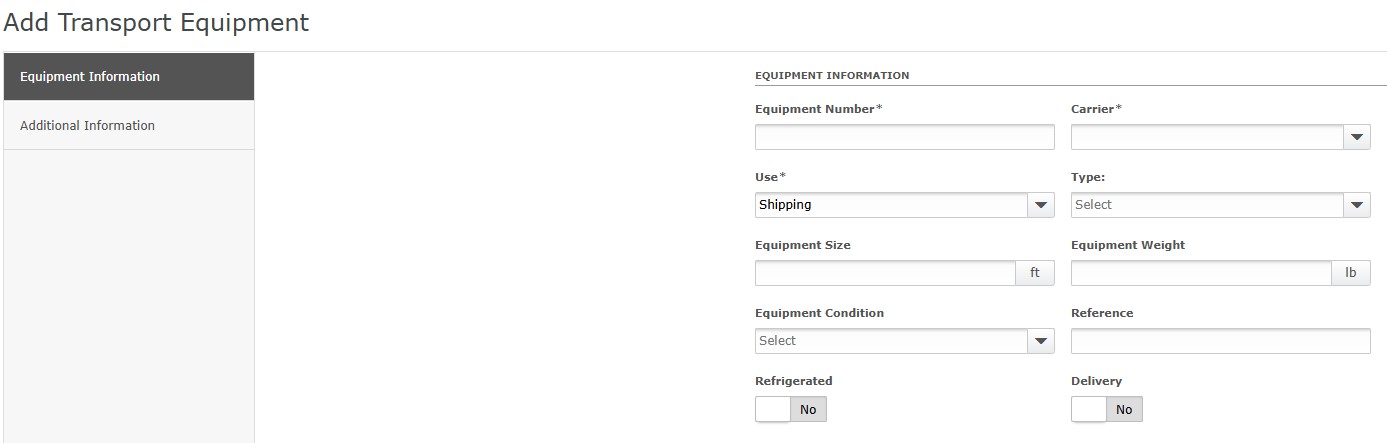 Add Transport Equipment
Equipment Information
Additional Information
EQUIPMENT INFORMATION
Equipment Number* Carrier*
Use* Type:
Shipping Select
Equipment Size Equipment Weight
ft lb
Equipment Condition Reference
Select
Refrigerated Delivery
No No